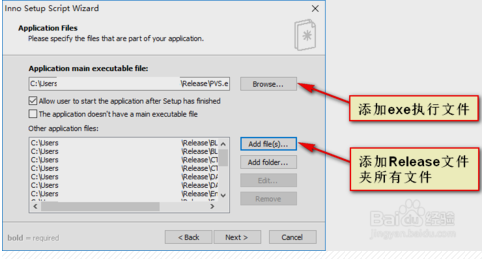 Inno Setup Script Wizard
Application Files
Please specify the files that are part of your application.
Application main executable file:
C:\Users \Release\PVS.e
Browse...
Allow user to start the application after Setup has finished
The application doesn't have a main executable file
Other application files:
C:\Users \Release\BL
C:\Users \Release\BL
C:\Users \Release\CT
C:\Users \Release\CT
C:\Users \Release\DA
C:\Users \Release\DA
C:\Users \Release\Er
Add file(s)...
Add folder...
Edit...
Remove
bold = required
< Back
Next >
Cancel
添加exe执行文件
添加Release文件
夹所有文件
Baidu 经验
jingyan.baidu.com